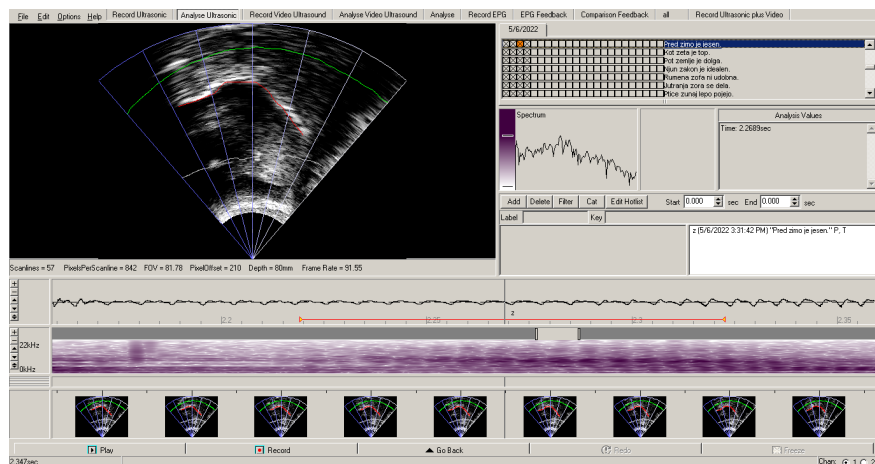 File Edit Options Help Record Ultrasonic Analyse Ultrasonic Record Video Ultrasound Analyse Video Ultrasound Analyse Record EPG EPG Feedback Comparison Feedback all Record Ultrasonic plus Video
5/6/2022
Pred zimo je jesen.
Kot zeta je top.
Pot zemlje je dolga.
Njun zakon je idealen.
Rumena zofa ni udobna.
Jutranja zora se dela.
Ptice zunaj lepo pojejo.
Spectrum
Analysis Values
Time: 2.2689sec
Add Delete Filter Cat Edit Hotlist Start 0.000 sec End 0.000 sec
Label Key
z (5/6/2022 3:31:42 PM) "Pred zimo je jesen." P, T
Scanlines = 57 PixelsPerScanline = 842 FOV = 81.78 PixelOffset = 210 Depth = 80mm Frame Rate = 91.55
z
2.2 2.25 2.3 2.35
22kHz
0kHz
Play Record Go Back Redo Freeze
2.347sec Chan: 1 2